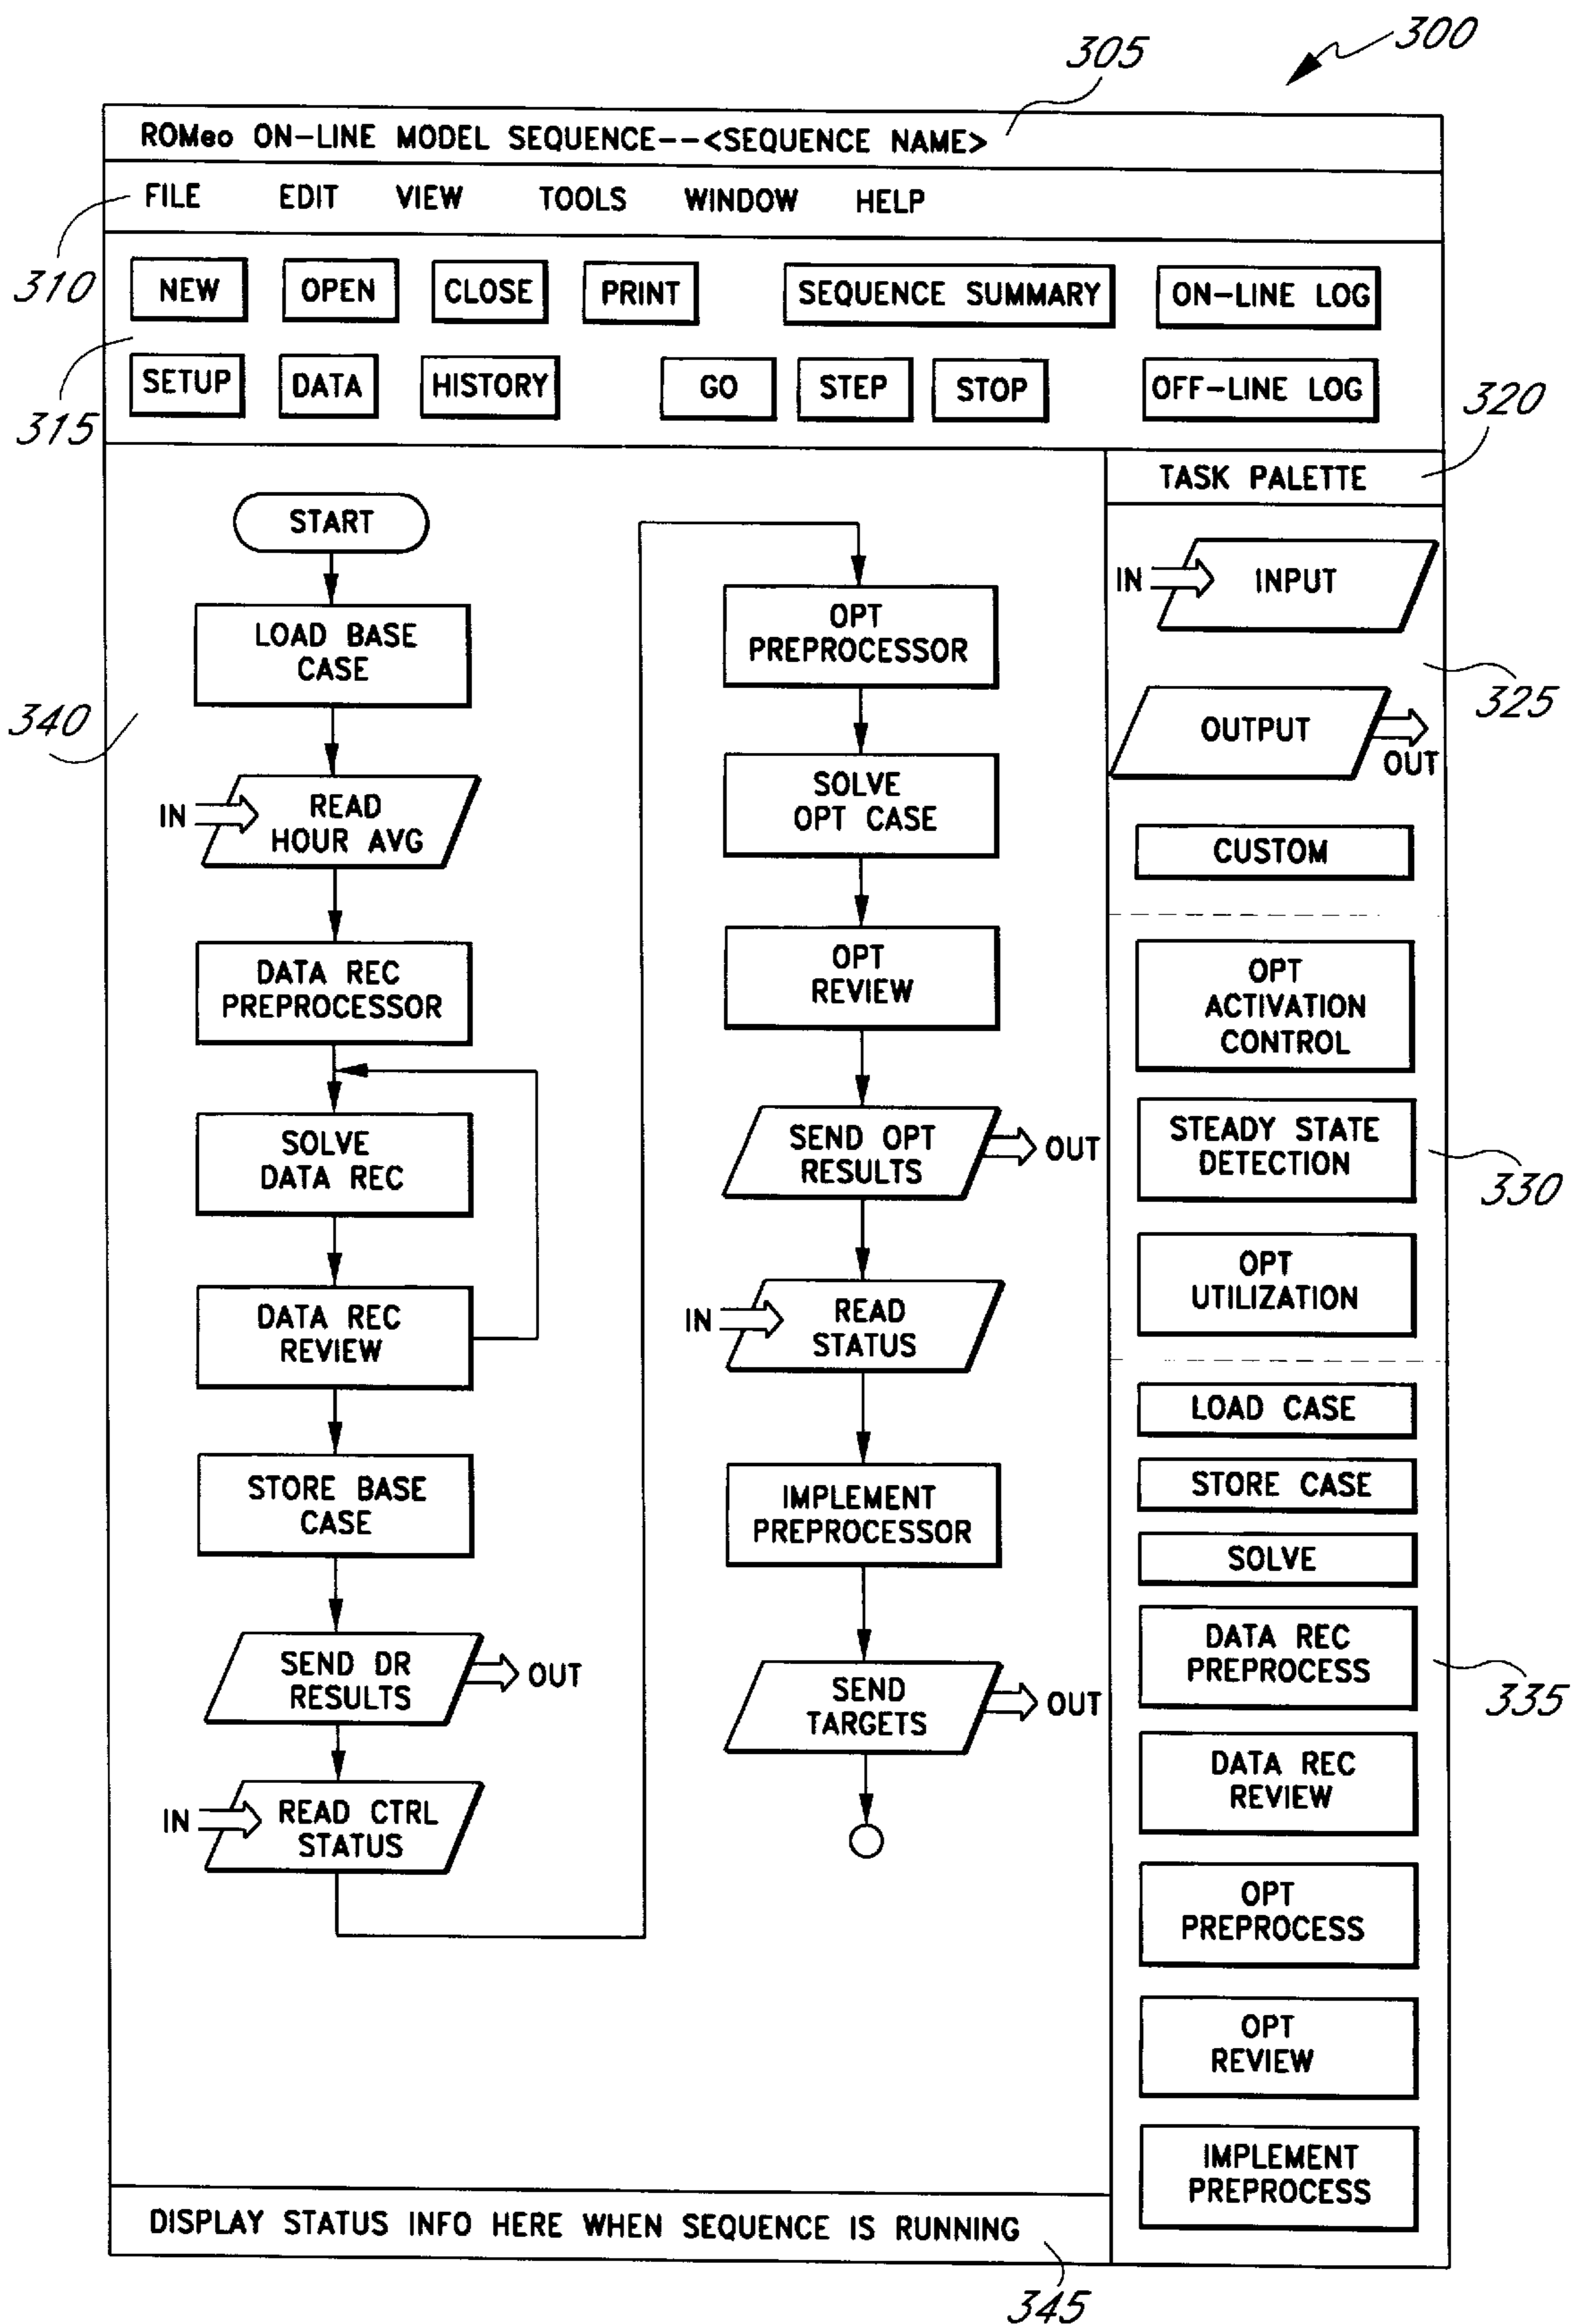 300
305
ROMeo ON-LINE MODEL SEQUENCE--<SEQUENCE NAME>
FILE EDIT VIEW TOOLS WINDOW HELP
310
NEW OPEN CLOSE PRINT SEQUENCE SUMMARY ON-LINE LOG
315
SETUP DATA HISTORY GO STEP STOP OFF-LINE LOG
320
340
START
LOAD BASE
CASE
IN
READ
HOUR AVG
DATA REC
PREPROCESSOR
SOLVE
DATA REC
DATA REC
REVIEW
STORE BASE
CASE
SEND DR
RESULTS
OUT
IN
READ CTRL
STATUS
OPT
PREPROCESSOR
SOLVE
OPT CASE
OPT
REVIEW
SEND OPT
RESULTS
OUT
IN
READ
STATUS
IMPLEMENT
PREPROCESSOR
SEND
TARGETS
OUT
TASK PALETTE
IN
INPUT
325
OUTPUT
OUT
CUSTOM
OPT
ACTIVATION
CONTROL
STEADY STATE
DETECTION
330
OPT
UTILIZATION
LOAD CASE
STORE CASE
SOLVE
DATA REC
PREPROCESS
335
DATA REC
REVIEW
OPT
PREPROCESS
OPT
REVIEW
IMPLEMENT
PREPROCESS
DISPLAY STATUS INFO HERE WHEN SEQUENCE IS RUNNING
345